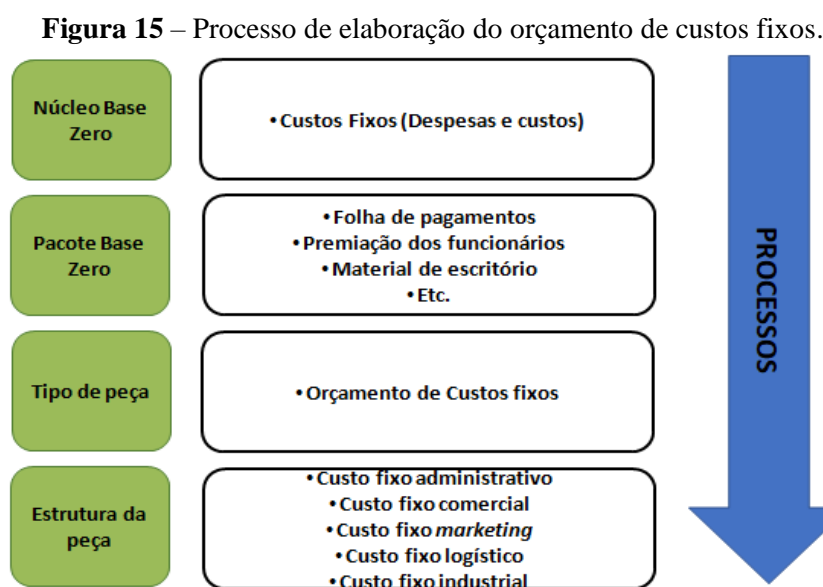 Figura 15 – Processo de elaboração do orçamento de custos fixos.
Núcleo Base
Zero
• Custos Fixos (Despesas e custos)
Pacote Base
Zero
• Folha de pagamentos
• Premiação dos funcionários
• Material de escritório
• Etc.
Tipo de peça
• Orçamento de Custos fixos
Estrutura da
peça
• Custo fixo administrativo
• Custo fixo comercial
• Custo fixo marketing
• Custo fixo logístico
• Custo fixo industrial
PROCESSOS